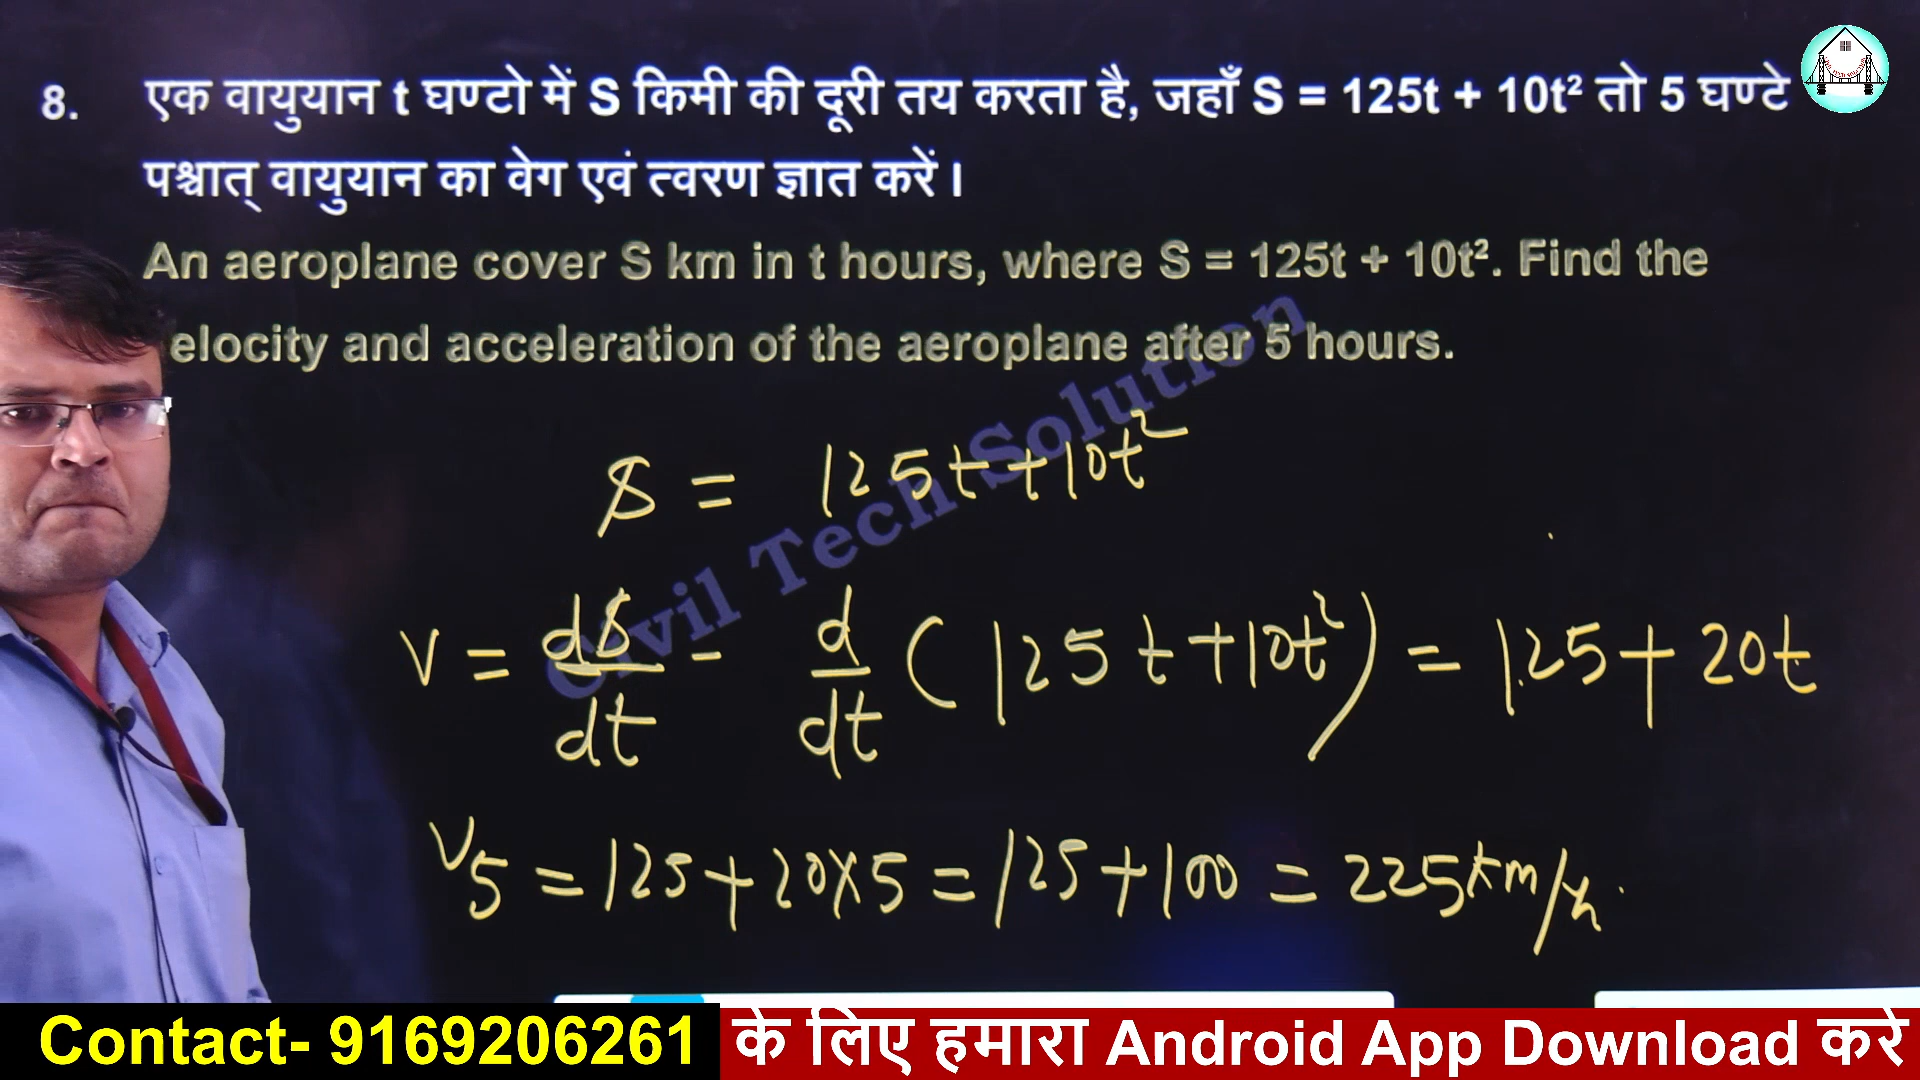 8. एक वायुयान t घण्टो में S किमी की दूरी तय करता है, जहाँ S = 125t + 10t² तो 5 घण्टे
पश्चात् वायुयान का वेग एवं त्वरण ज्ञात करें।
An aeroplane cover S km in t hours, where S = 125t + 10t². Find the
elocity and acceleration of the aeroplane after 5 hours.
Civil Tech Solution
S = 125t + 10t²
V = dS/dt - d/dt (125t + 10t²) = 125 + 20t
V5 = 125 + 20×5 = 125 + 100 = 225 km/h.
Contact- 9169206261 के लिए हमारा Android App Download करे